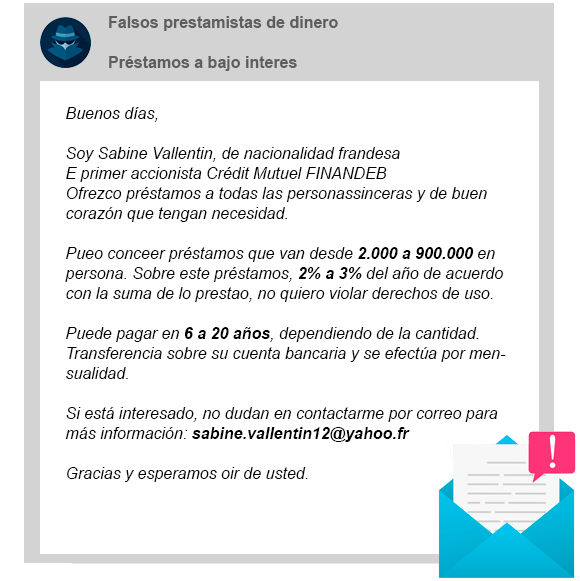 Falsos prestamistas de dinero
Préstamos a bajo interes
Buenos días,
Soy Sabine Vallentin, de nacionalidad frandesa
E primer accionista Crédit Mutuel FINANDEB
Ofrezco préstamos a todas las personassinceras y de buen
corazón que tengan necesidad.
Pueo conceer préstamos que van desde 2.000 a 900.000 en
persona. Sobre este préstamos, 2% a 3% del año de acuerdo
con la suma de lo prestao, no quiero violar derechos de uso.
Puede pagar en 6 a 20 años, dependiendo de la cantidad.
Transferencia sobre su cuenta bancaria y se efectúa por men-
sualidad.
Si está interesado, no dudan en contactarme por correo para
más información: sabine.vallentin12@yahoo.fr
Gracias y esperamos oir de usted.
!